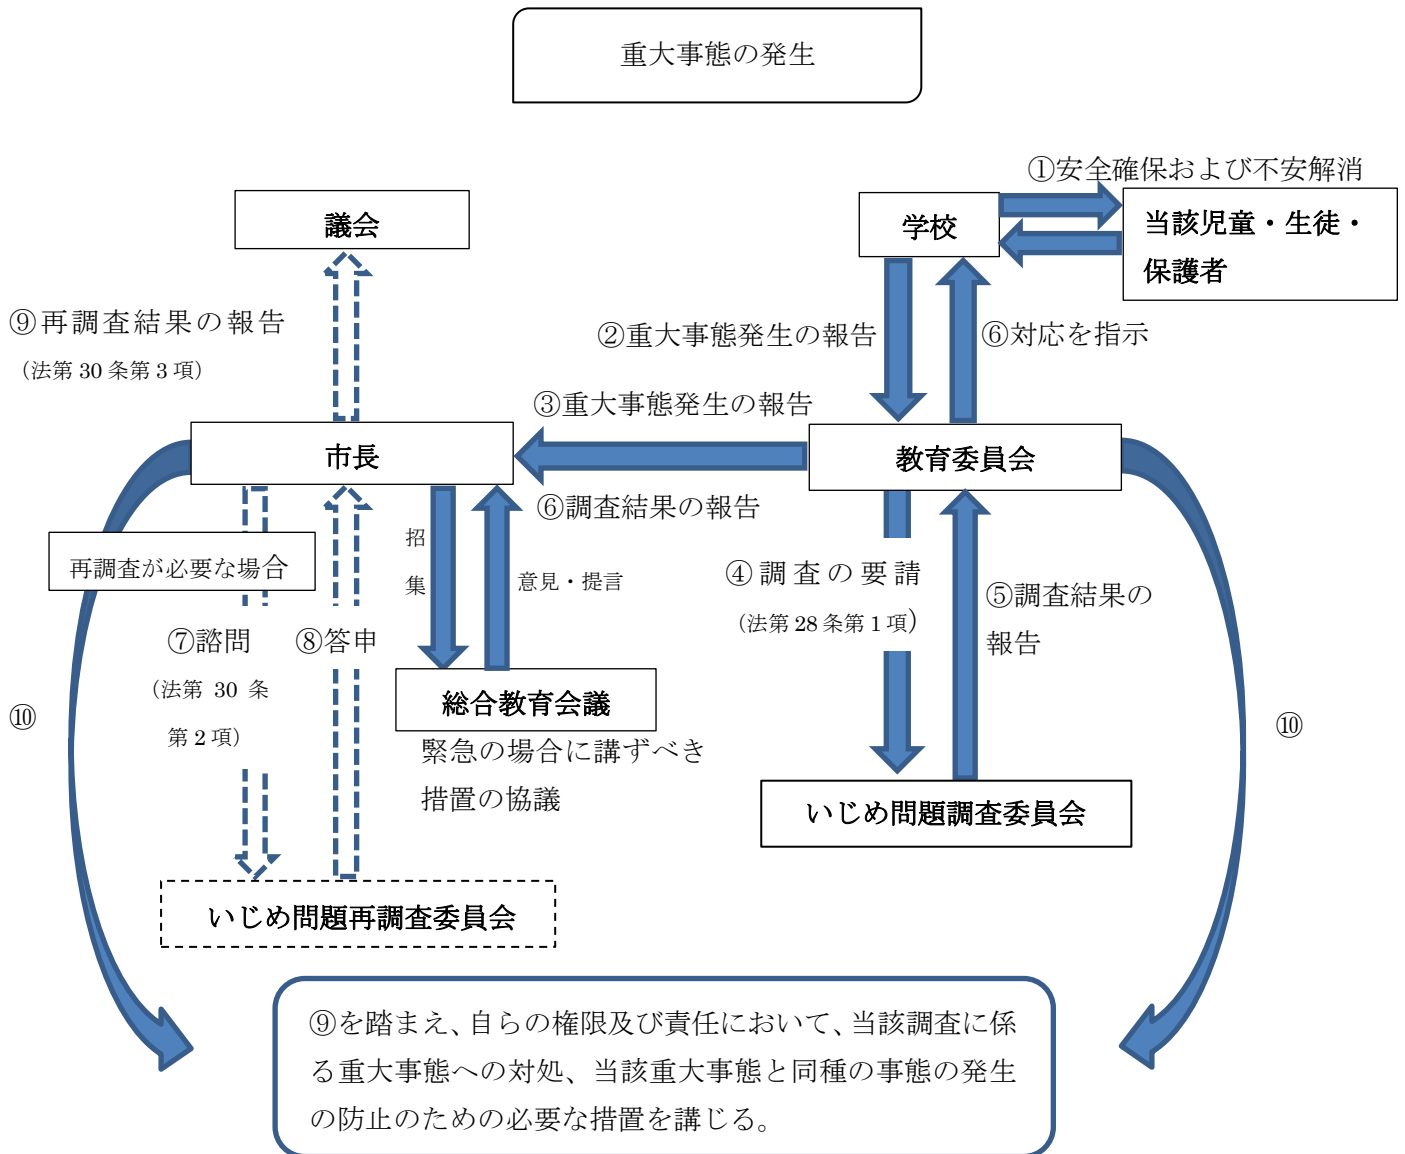 重大事態の発生
①安全確保および不安解消
議会
学校
当該児童・生徒・
保護者
⑨再調査結果の報告
（法第 30 条第 3 項）
②重大事態発生の報告
⑥対応を指示
③重大事態発生の報告
市長
教育委員会
⑥調査結果の報告
招
集
意見・提言
再調査が必要な場合
④調査の要請
（法第 28 条第 1 項）
⑤調査結果の
報告
⑦諮問
（法第 30 条
第 2 項）
⑧答申
総合教育会議
緊急の場合に講ずべき
措置の協議
⑩
⑩
いじめ問題調査委員会
いじめ問題再調査委員会
⑨を踏まえ、自らの権限及び責任において、当該調査に係
る重大事態への対処、当該重大事態と同種の事態の発生
の防止のための必要な措置を講じる。